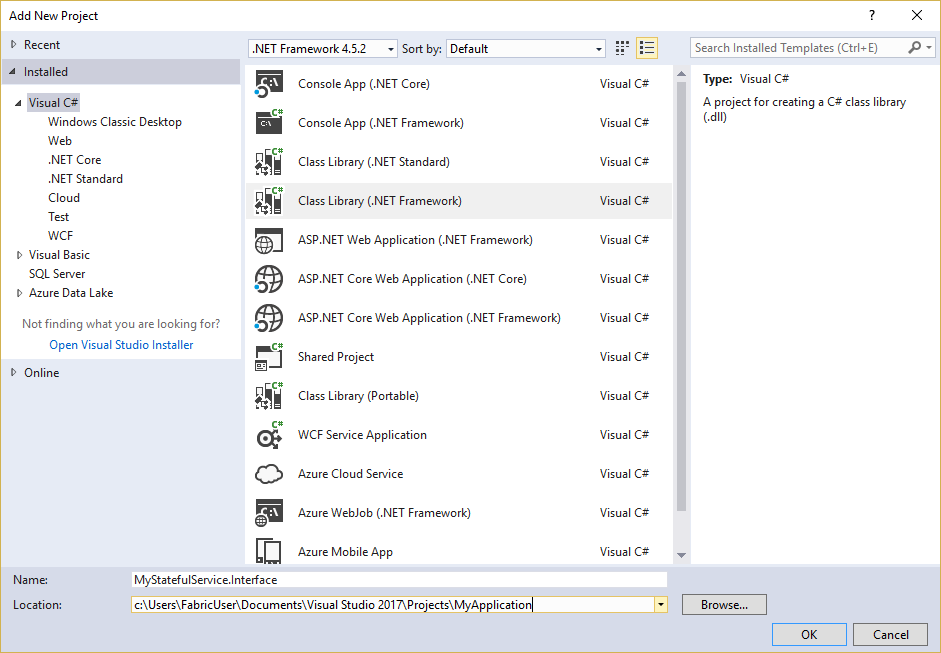 Add New Project
Recent
.NET Framework 4.5.2 Sort by: Default
Search Installed Templates (Ctrl+E)
Installed
Visual C#
Windows Classic Desktop
Web
.NET Core
.NET Standard
Cloud
Test
WCF
Visual Basic
SQL Server
Azure Data Lake
Not finding what you are looking for?
Open Visual Studio Installer
Online
Console App (.NET Core) Visual C#
Console App (.NET Framework) Visual C#
Class Library (.NET Standard) Visual C#
Class Library (.NET Framework) Visual C#
ASP.NET Web Application (.NET Framework) Visual C#
ASP.NET Core Web Application (.NET Core) Visual C#
ASP.NET Core Web Application (.NET Framework) Visual C#
Shared Project Visual C#
Class Library (Portable) Visual C#
WCF Service Application Visual C#
Azure Cloud Service Visual C#
Azure WebJob (.NET Framework) Visual C#
Azure Mobile App Visual C#
Type: Visual C#
A project for creating a C# class library
(.dll)
Name: MyStatefulService.Interface
Location: c:\Users\FabricUser\Documents\Visual Studio 2017\Projects\MyApplication
Browse...
OK Cancel